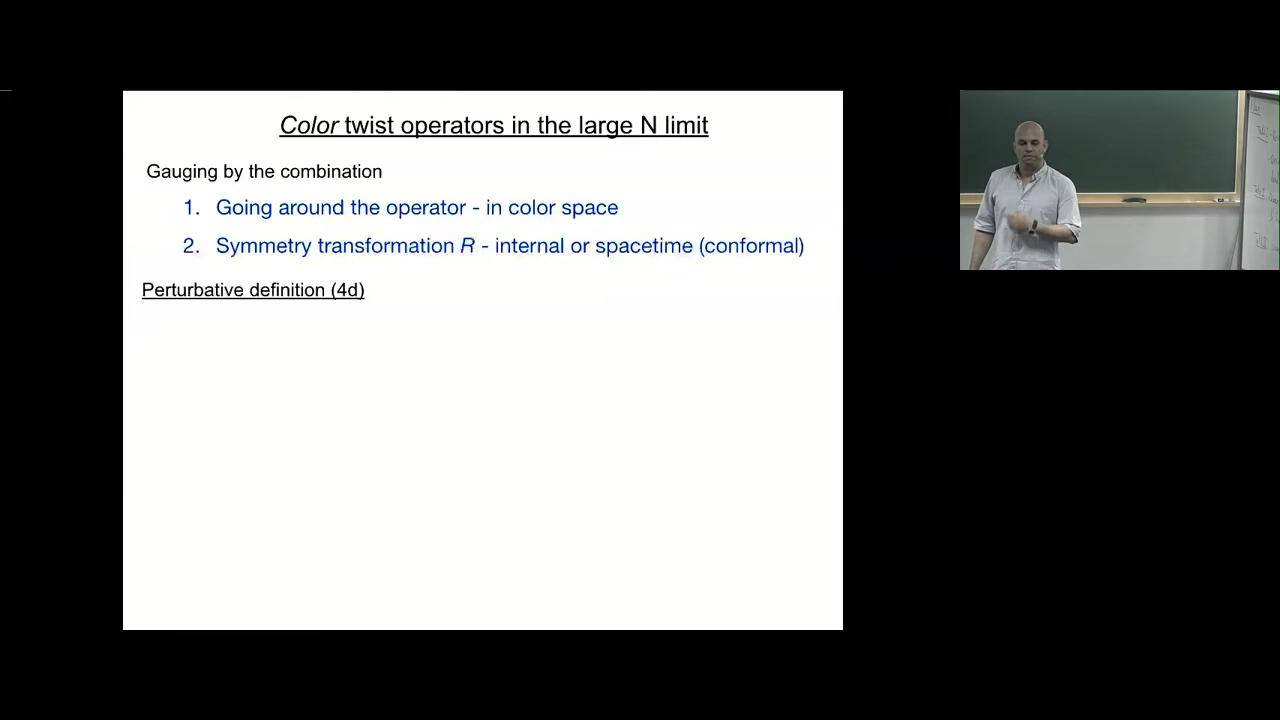 Color twist operators in the large N limit
Gauging by the combination
1. Going around the operator - in color space
2. Symmetry transformation R - internal or spacetime (conformal)
Perturbative definition (4d)